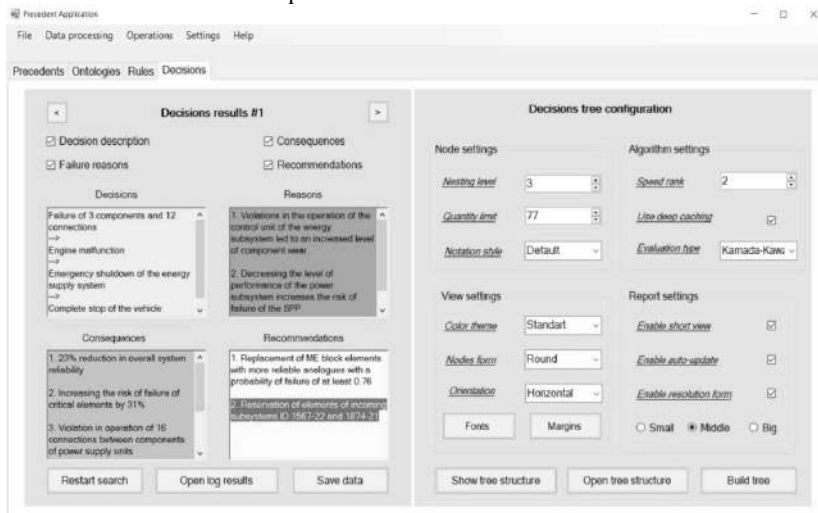 Precedent Application
File Data processing Operations Settings Help
Precedents Ontologies Rules Decisions
< Decisions results #1 >
Decision description
Consequences
Failure reasons
Recommendations
Decisions
Failure of 3 components and 12
connections
-->
Engine malfunction
-->
Emergency shutdown of the energy
supply system
-->
Complete stop of the vehicle
Reasons
1. Violations in the operation of the
control unit of the energy
subsystem led to an increased level
of component wear .
2. Decreasing the level of
performance of the power
subsystem increases the risk of
failure of the SPP
Consequences
1. 23% reduction in overall system
reliability
2. Increasing the risk of failure of
critical elements by 31%
3. Violation in operation of 16
connections between components
of power supply units
Recommendations
1. Replacement of ME block elements
with more reliable analogues with a
probability of failure of at least 0.76
2. Reservation of elements of incoming
subsystems ID 1567-22 and 1874-21
Restart search
Open log results
Save data
Decisions tree configuration
Node settings
Nesting level 3
Quantity limit 77
Notation style Default
Algorithm settings
Speed rank 2
Use deep caching
Evaluation type Kamada-Kawa
View settings
Color theme Standart
Nodes form Round
Orientation Horizontal
Fonts
Margins
Report settings
Enable short view
Enable auto-update
Enable resolution form
Small Middle Big
Show tree structure
Open tree structure
Build tree